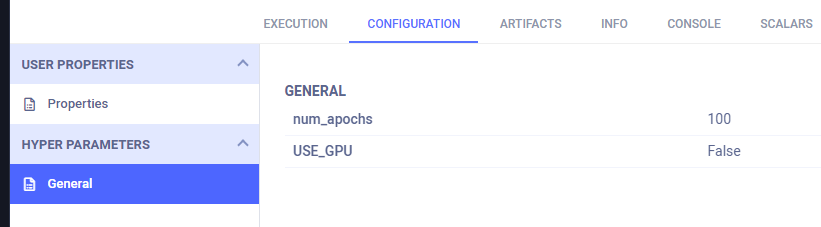 EXECUTION CONFIGURATION ARTIFACTS INFO CONSOLE SCALARS
USER PROPERTIES
Properties
HYPER PARAMETERS
General
GENERAL
num_apochs 100
USE_GPU False